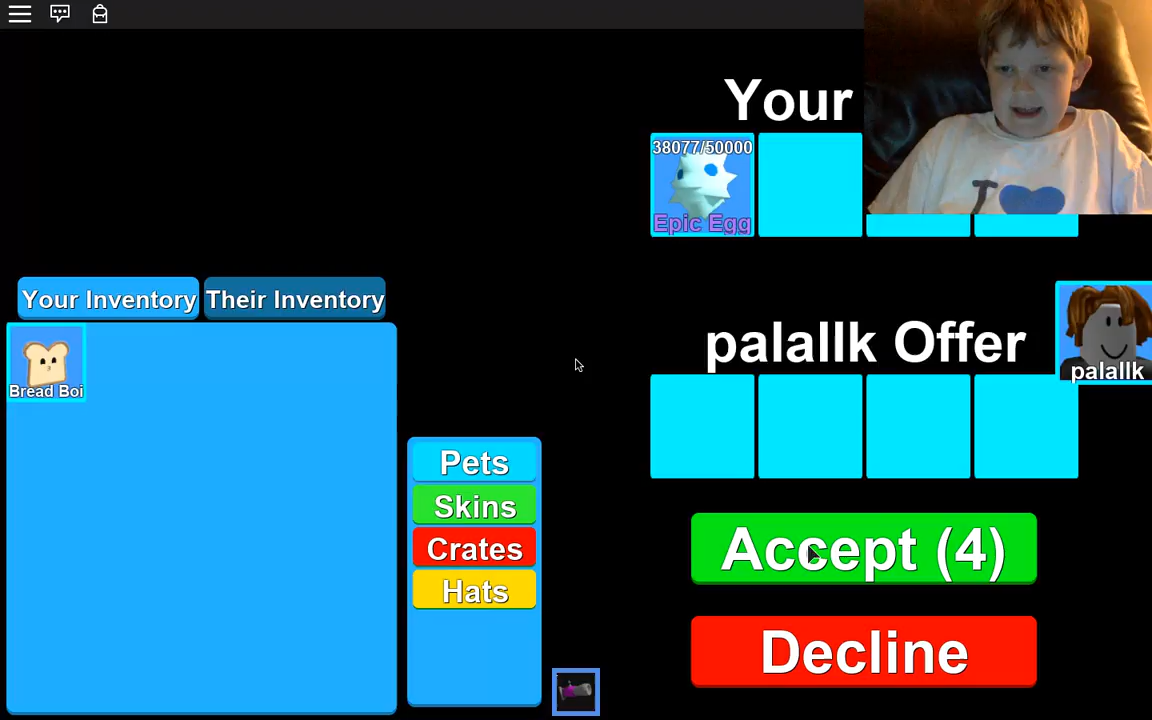 Your
38077/50000
Epic Egg
Your Inventory
Their Inventory
Bread Boi
palallk Offer
palallk
Pets
Skins
Crates
Hats
Accept (4)
Decline